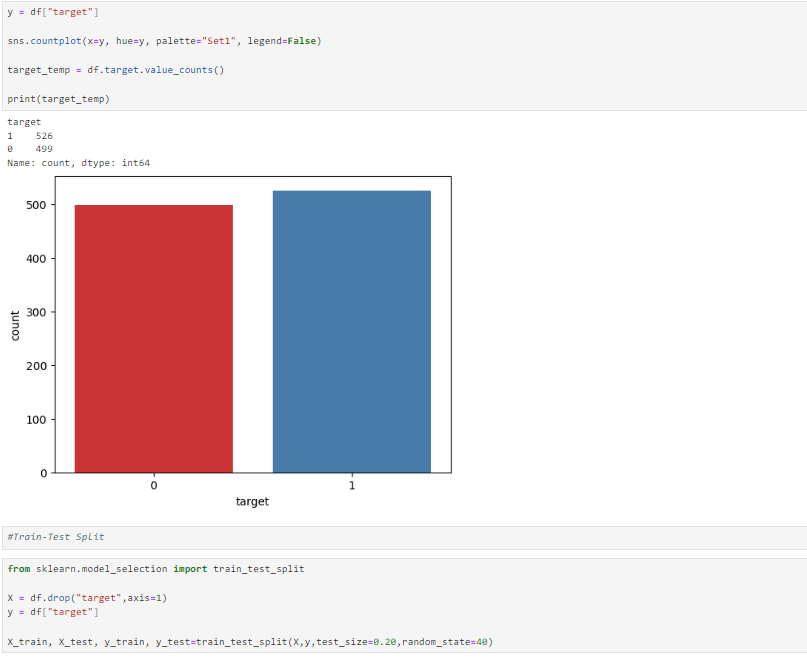 y = df["target"]
sns.countplot(x=y, hue=y, palette="Set1", legend=False)
target_temp = df.target.value_counts()
print(target_temp)
target
1    526
0    499
Name: count, dtype: int64
500
400
300
200
100
0
count
0 1
target
#Train-Test Split
from sklearn.model_selection import train_test_split
X = df.drop("target",axis=1)
y = df["target"]
X_train, X_test, y_train, y_test=train_test_split(X,y,test_size=0.20,random_state=40)